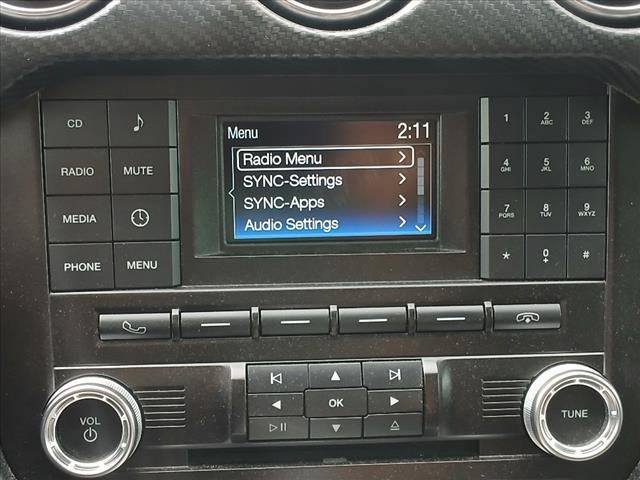 CD
RADIO MUTE
MEDIA
PHONE MENU
Menu 2:11
Radio Menu
SYNC-Settings
SYNC-Apps
Audio Settings
1 2 3
ABC DEF
4 5 6
GHI JKL MNO
7 8 9
PQRS TUV WXYZ
* 0 #
+
OK
VOL
TUNE